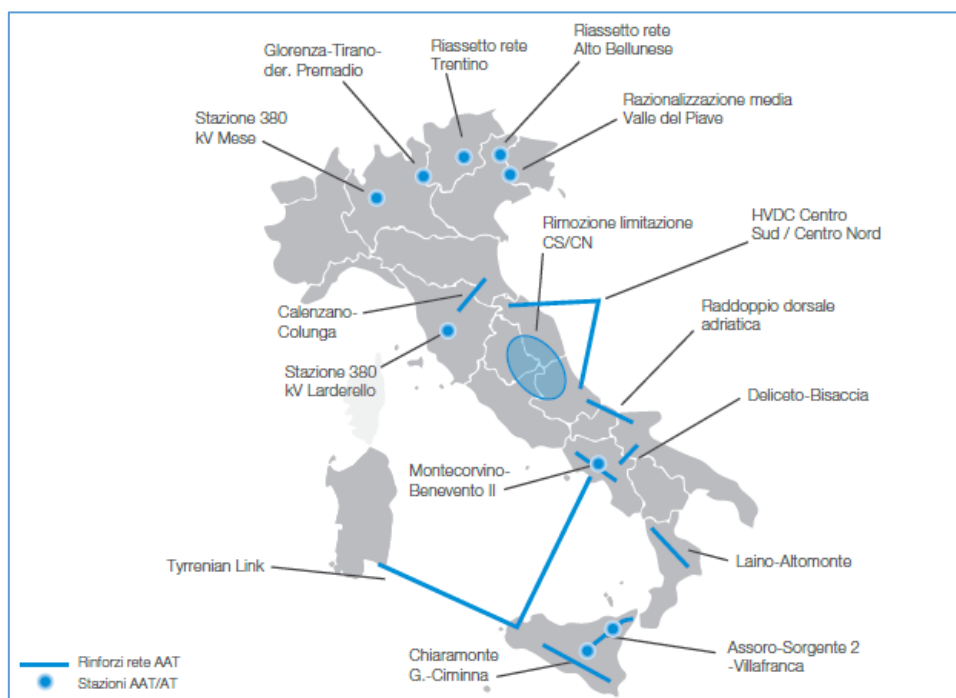 Riassetto rete
Alto Bellunese
Glorenza-Tirano-
der. Premadio
Riassetto rete
Trentino
Razionalizzazione media
Valle del Piave
Stazione 380
kV Mese
Rimozione limitazione
CS/CN
HVDC Centro
Sud / Centro Nord
Calenzano-
Colunga
Raddoppio dorsale
adriatica
Stazione 380
kV Larderello
Deliceto-Bisaccia
Montecorvino-
Benevento II
Tyrrenian Link
Laino-Altomonte
Chiaramonte
G.-Ciminna
Assoro-Sorgente 2
-Villafranca
Rinforzi rete AAT
Stazioni AAT/AT